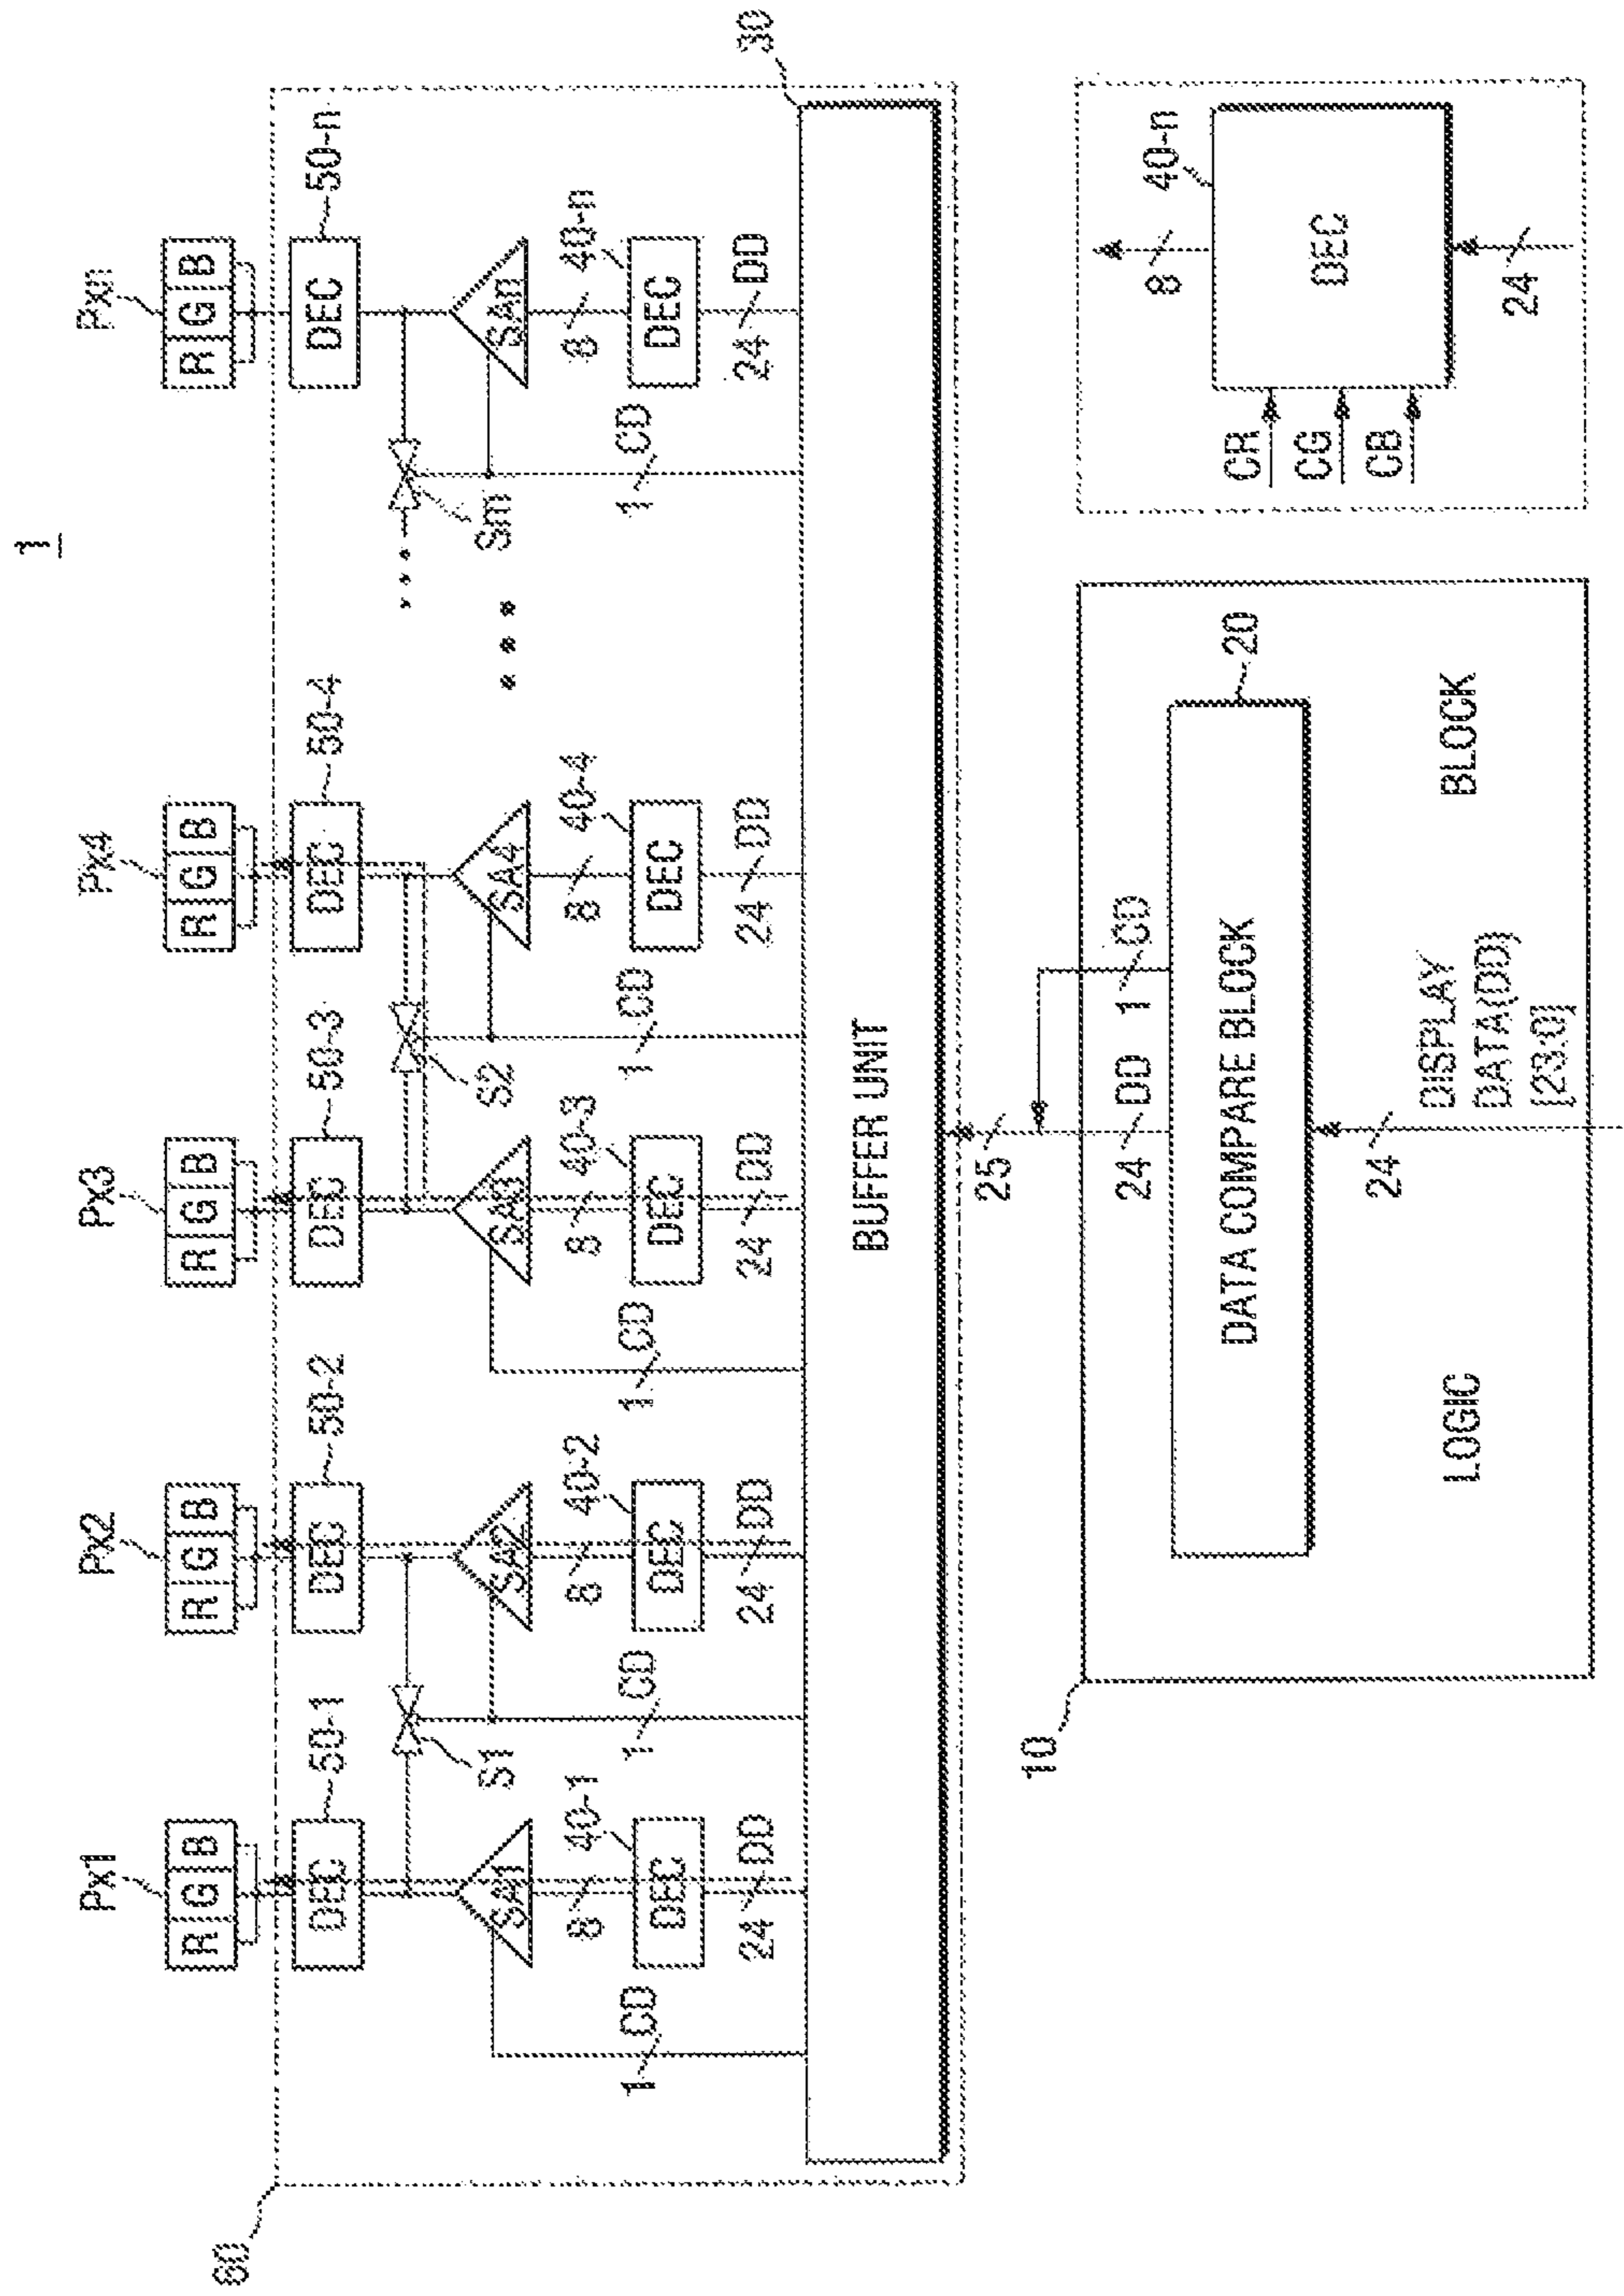 1
Px1
Px2
Px3
Px4
Pxn
R G B
R G B
R G B
R G B
R G B
60
DEC
50-1
DEC
50-2
DEC
50-3
DEC
50-4
DEC
50-n
S1
S2
Sm
SA1
SA2
SA3
SA4
SAn
1 CD
8
40-1
1 CD
8
40-2
1 CD
8
40-3
1 CD
8
40-4
1 CD
8
40-n
DEC
DEC
DEC
DEC
DEC
24 DD
24 DD
24 DD
24 DD
24 DD
30
BUFFER UNIT
25
10
24 DD
1 CD
20
DATA COMPARE BLOCK
24
DISPLAY
DATA(DD)
[23:0]
LOGIC
BLOCK
8
40-n
CR
CG
CB
DEC
24